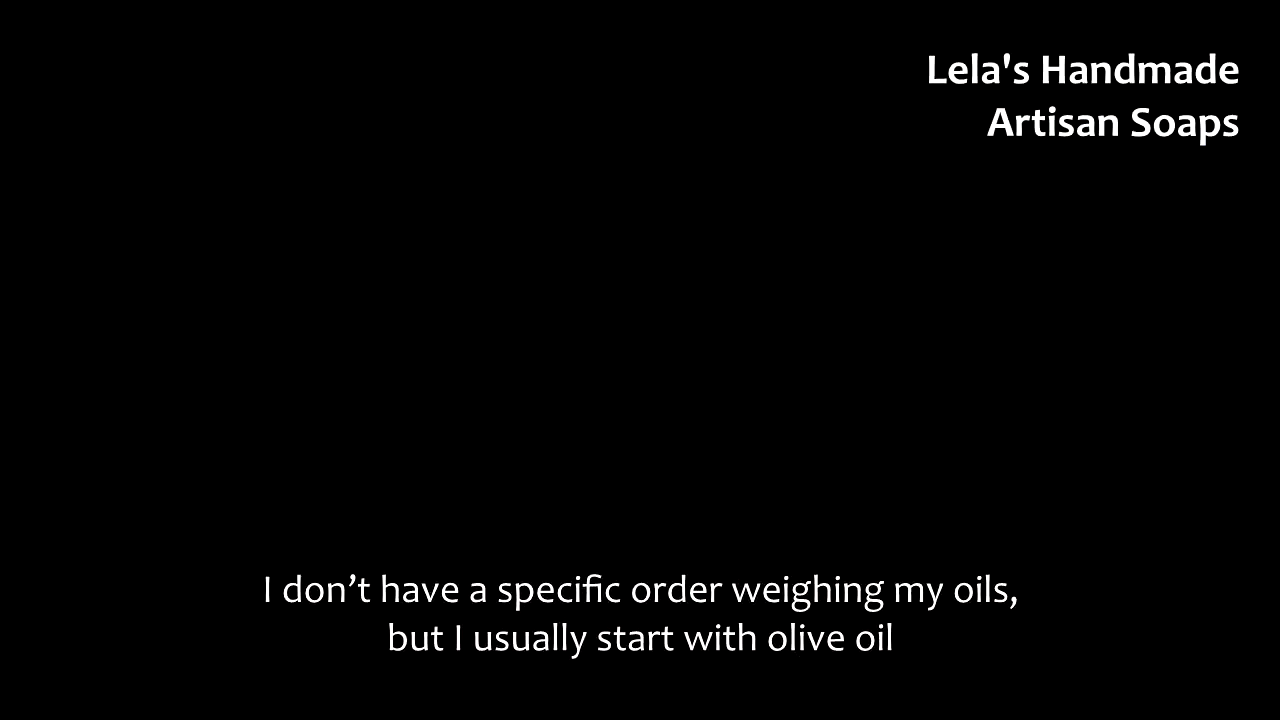 Lela's Handmade
Artisan Soaps
I don’t have a specific order weighing my oils,
but I usually start with olive oil